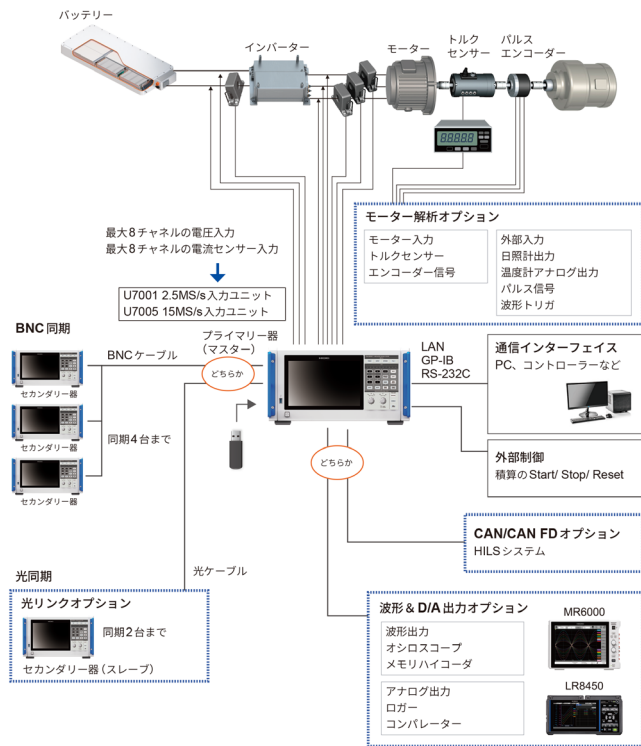 バッテリー
インバーター
モーター
トルク
センサー
パルス
エンコーダー
モーター解析オプション
モーター入力
トルクセンサー
エンコーダー信号
外部入力
日照計出力
温度計アナログ出力
パルス信号
波形トリガ
最大8チャネルの電圧入力
最大8チャネルの電流センサー入力
U7001 2.5MS/s入力ユニット
U7005 15MS/s入力ユニット
BNC同期
BNCケーブル
プライマリー器
（マスター）
どちらか
セカンダリー器
セカンダリー器
セカンダリー器
同期4台まで
LAN
GP-IB
RS-232C
通信インターフェイス
PC、コントローラーなど
外部制御
積算のStart/ Stop/ Reset
どちらか
CAN/CAN FDオプション
HILSシステム
光同期
光ケーブル
光リンクオプション
同期2台まで
セカンダリー器（スレーブ）
波形＆D/A出力オプション
波形出力
オシロスコープ
メモリハイコーダ
アナログ出力
ロガー
コンパレーター
MR6000
LR8450